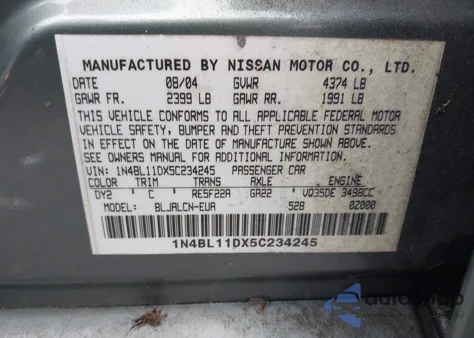 MANUFACTURED BY NISSAN MOTOR CO., LTD.
DATE 08/04 GVWR 4374 LB
GAWR FR. 2399 LB GAWR RR. 1991 LB
THIS VEHICLE CONFORMS TO ALL APPLICABLE FEDERAL MOTOR
VEHICLE SAFETY, BUMPER AND THEFT PREVENTION STANDARDS
IN EFFECT ON THE DATE OF MANUFACTURE SHOWN ABOVE.
SEE OWNERS MANUAL FOR ADDITIONAL INFORMATION.
VIN: 1N4BL11DX5C234245 PASSENGER CAR
COLOR TRIM TRANS AXLE ENGINE
DY2 C RE5F22A GA22 VQ35DE 3498CC
MODEL: BLJALCN-EUA 528 0Z000
1N4BL11DX5C234245